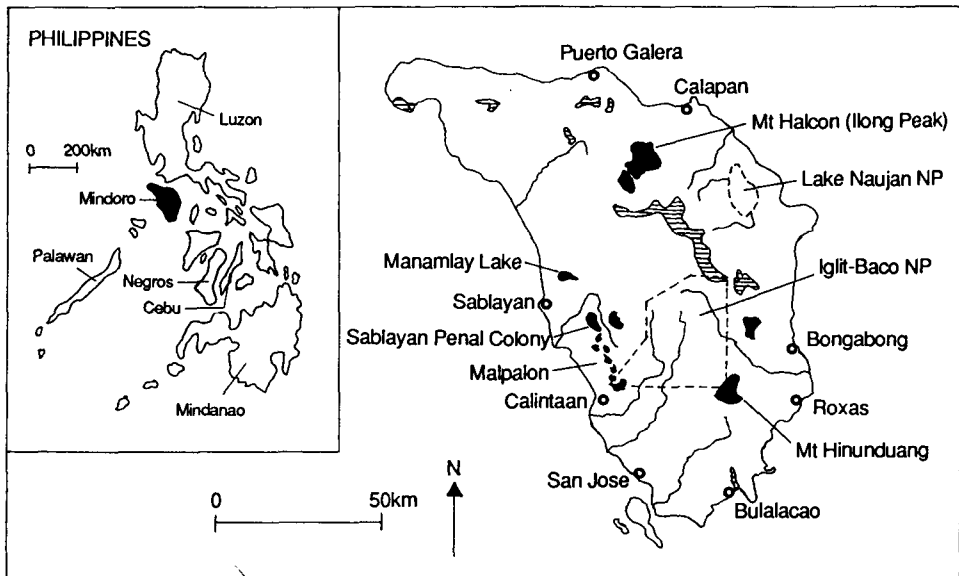 PHILIPPINES
Luzon
0 200km
Mindoro
Palawan
Negros
Cebu
Mindanao
Puerto Galera
Calapan
Mt Halcon (Ilong Peak)
Lake Naujan NP
Manamlay Lake
Iglit-Baco NP
Sablayan
Sablayan Penal Colony
Bongabong
Malpalon
Calintaan
Roxas
Mt Hinunduang
San Jose
Bulalacao
N
0 50km